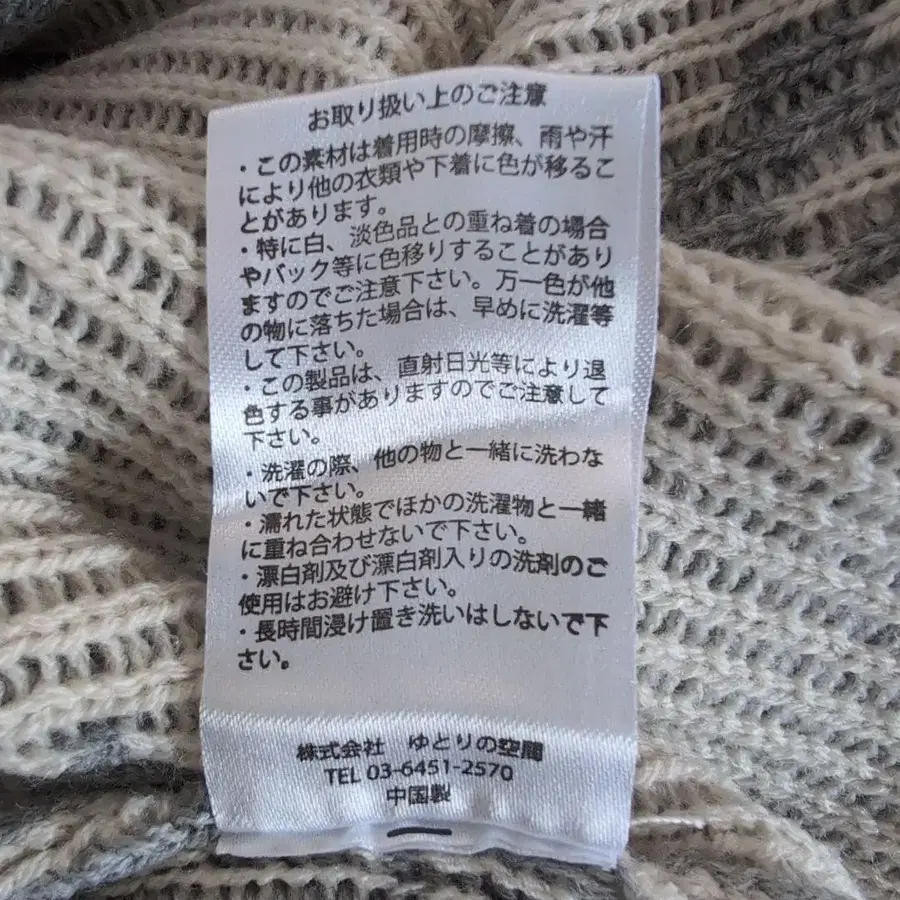 お取り扱い上のご注意
・この素材は着用時の摩擦、雨や汗
により他の衣類や下着に色が移るこ
とがあります。
・特に白、淡色品との重ね着の場合
やバック等に色移りすることがあり
ますのでご注意下さい。万一色が他
の物に落ちた場合は、早めに洗濯等
して下さい。
・この製品は、直射日光等により退
色する事がありますのでご注意して
下さい。
・洗濯の際、他の物と一緒に洗わな
いで下さい。
・濡れた状態でほかの洗濯物と一緒
に重ね合わせないで下さい。
・漂白剤及び漂白剤入りの洗剤のご
使用はお避け下さい。
・長時間浸け置き洗いはしないで下
さい。
株式会社　ゆとりの空間
TEL 03-6451-2570
中国製